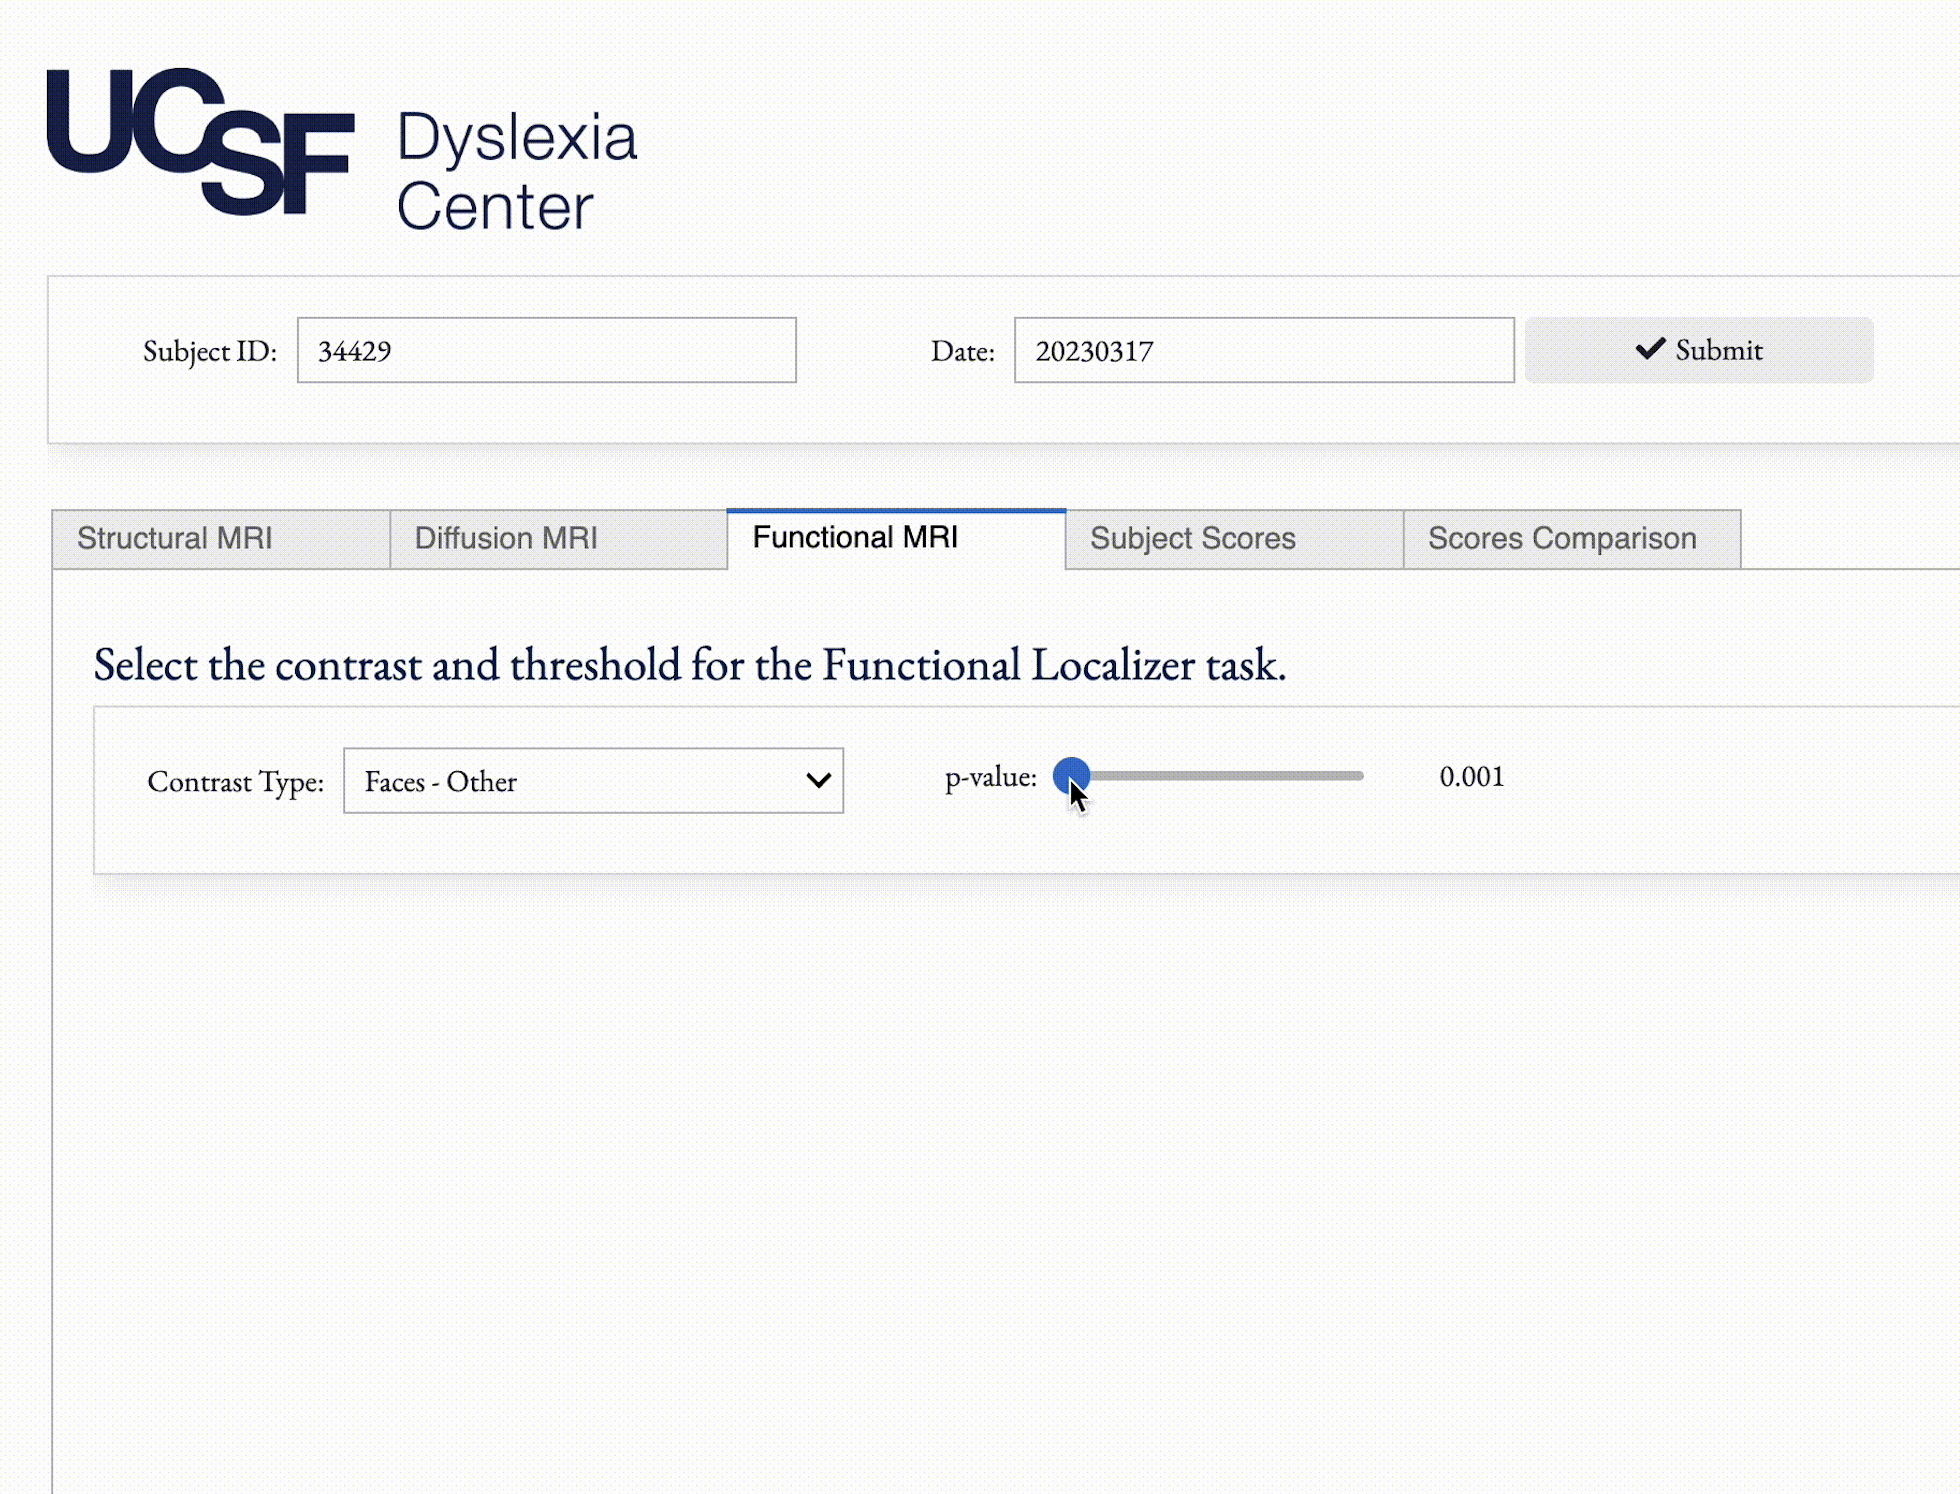 UCSF Dyslexia
Center
Subject ID: 34429 Date: 20230317 Submit
Structural MRI Diffusion MRI Functional MRI Subject Scores Scores Comparison
Select the contrast and threshold for the Functional Localizer task.
Contrast Type: Faces - Other p-value: 0.001